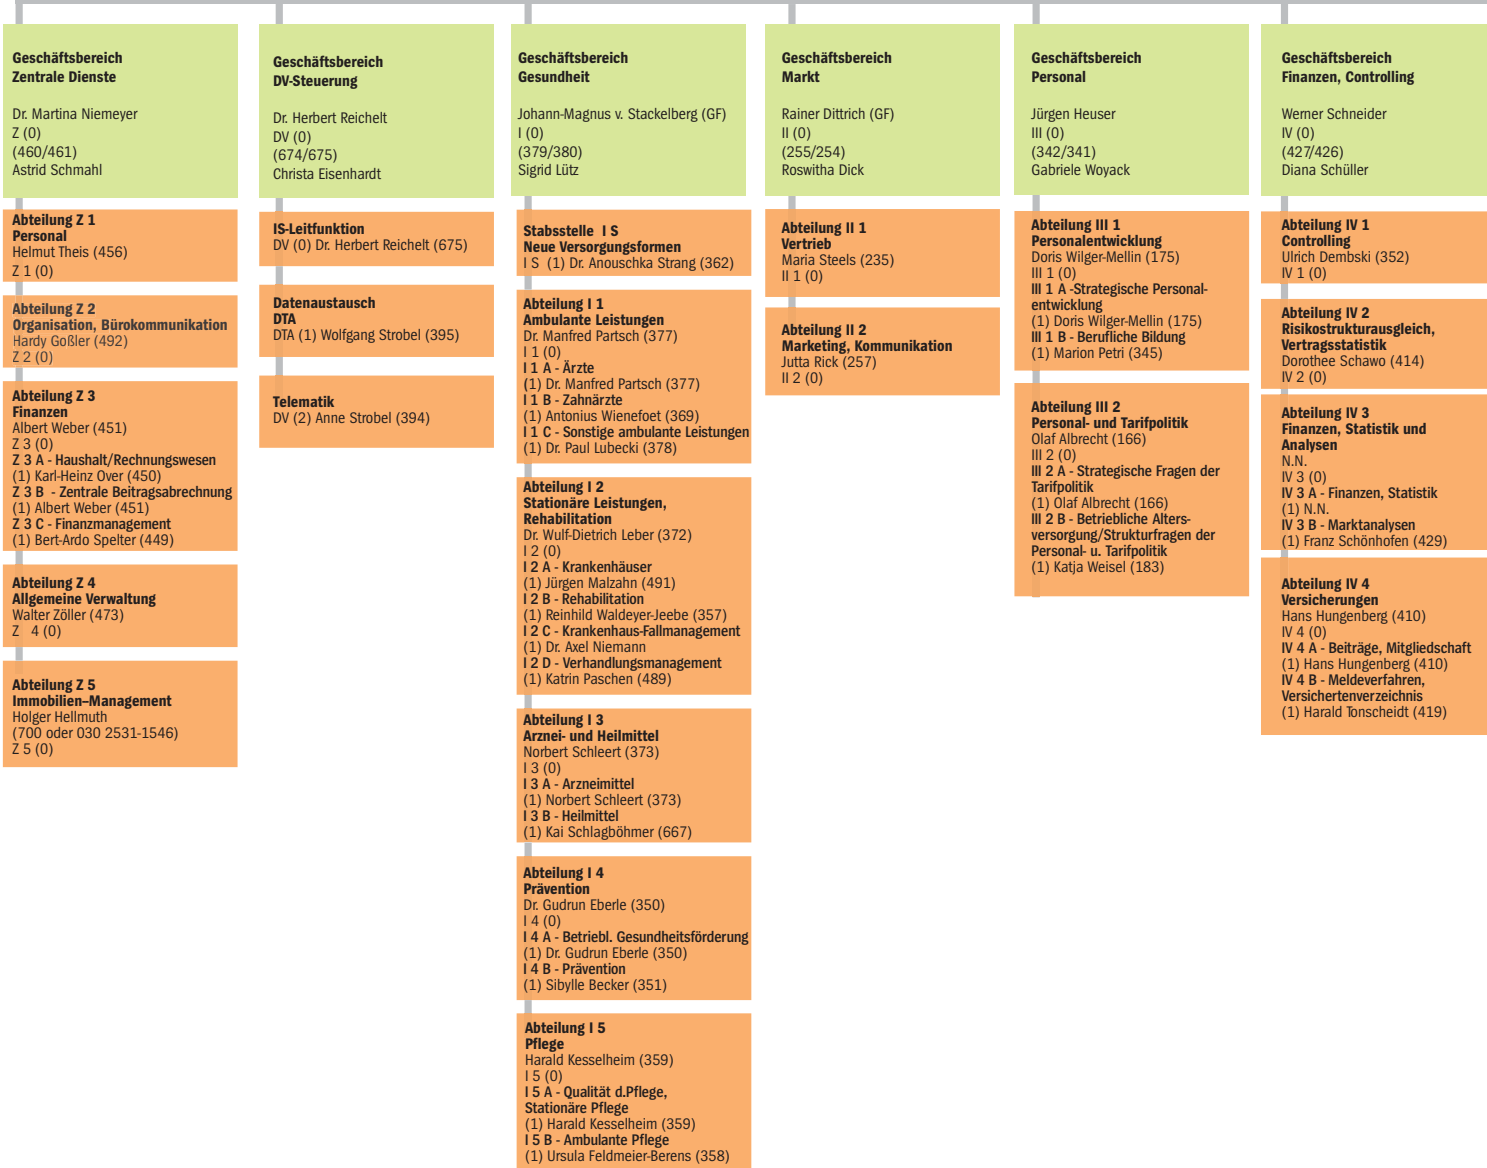 Geschäftsbereich
Zentrale Dienste
Dr. Martina Niemeyer
Z (0)
(460/461)
Astrid Schmahl
Abteilung Z 1
Personal
Helmut Theis (456)
Z 1 (0)
Abteilung Z 2
Organisation, Bürokommunikation
Hardy Goßler (492)
Z 2 (0)
Abteilung Z 3
Finanzen
Albert Weber (451)
Z 3 (0)
Z 3 A - Haushalt/Rechnungswesen
(1) Karl-Heinz Over (450)
Z 3 B - Zentrale Beitragsabrechnung
(1) Albert Weber (451)
Z 3 C - Finanzmanagement
(1) Bert-Ardo Spelter (449)
Abteilung Z 4
Allgemeine Verwaltung
Walter Zöller (473)
Z 4 (0)
Abteilung Z 5
Immobilien–Management
Holger Hellmuth
(700 oder 030 2531-1546)
Z 5 (0)
Geschäftsbereich
DV-Steuerung
Dr. Herbert Reichelt
DV (0)
(674/675)
Christa Eisenhardt
IS-Leitfunktion
DV (0) Dr. Herbert Reichelt (675)
Datenaustausch
DTA
DTA (1) Wolfgang Strobel (395)
Telematik
DV (2) Anne Strobel (394)
Geschäftsbereich
Gesundheit
Johann-Magnus v. Stackelberg (GF)
I (0)
(379/380)
Sigrid Lütz
Stabsstelle I S
Neue Versorgungsformen
I S (1) Dr. Anouschka Strang (362)
Abteilung I 1
Ambulante Leistungen
Dr. Manfred Partsch (377)
I 1 (0)
I 1 A - Ärzte
(1) Dr. Manfred Partsch (377)
I 1 B - Zahnärzte
(1) Antonius Wienefoet (369)
I 1 C - Sonstige ambulante Leistungen
(1) Dr. Paul Lubecki (378)
Abteilung I 2
Stationäre Leistungen,
Rehabilitation
Dr. Wulf-Dietrich Leber (372)
I 2 (0)
I 2 A - Krankenhäuser
(1) Jürgen Malzahn (491)
I 2 B - Rehabilitation
(1) Reinhild Waldeyer-Jeebe (357)
I 2 C - Krankenhaus-Fallmanagement
(1) Dr. Axel Niemann
I 2 D - Verhandlungsmanagement
(1) Katrin Paschen (489)
Abteilung I 3
Arznei- und Heilmittel
Norbert Schleert (373)
I 3 (0)
I 3 A - Arzneimittel
(1) Norbert Schleert (373)
I 3 B - Heilmittel
(1) Kai Schlagböhmer (667)
Abteilung I 4
Prävention
Dr. Gudrun Eberle (350)
I 4 (0)
I 4 A - Betriebl. Gesundheitsförderung
(1) Dr. Gudrun Eberle (350)
I 4 B - Prävention
(1) Sibylle Becker (351)
Abteilung I 5
Pflege
Harald Kesselheim (359)
I 5 (0)
I 5 A - Qualität d.Pflege,
Stationäre Pflege
(1) Harald Kesselheim (359)
I 5 B - Ambulante Pflege
(1) Ursula Feldmeier-Berens (358)
Geschäftsbereich
Markt
Rainer Dittrich (GF)
II (0)
(255/254)
Roswitha Dick
Abteilung II 1
Vertrieb
Maria Steels (235)
II 1 (0)
Abteilung II 2
Marketing, Kommunikation
Jutta Rick (257)
II 2 (0)
Geschäftsbereich
Personal
Jürgen Heuser
III (0)
(342/341)
Gabriele Woyack
Abteilung III 1
Personalentwicklung
Doris Wilger-Mellin (175)
III 1 (0)
III 1 A -Strategische Personal-
entwicklung
(1) Doris Wilger-Mellin (175)
III 1 B - Berufliche Bildung
(1) Marion Petri (345)
Abteilung III 2
Personal- und Tarifpolitik
Olaf Albrecht (166)
III 2 (0)
III 2 A - Strategische Fragen der
Tarifpolitik
(1) Olaf Albrecht (166)
III 2 B - Betriebliche Alters-
versorgung/Strukturfragen der
Personal- u. Tarifpolitik
(1) Katja Weisel (183)
Geschäftsbereich
Finanzen, Controlling
Werner Schneider
IV (0)
(427/426)
Diana Schüller
Abteilung IV 1
Controlling
Ulrich Dembski (352)
IV 1 (0)
Abteilung IV 2
Risikostrukturausgleich,
Vertragsstatistik
Dorothee Schawo (414)
IV 2 (0)
Abteilung IV 3
Finanzen, Statistik und
Analysen
N.N.
IV 3 (0)
IV 3 A - Finanzen, Statistik
(1) N.N.
IV 3 B - Marktanalysen
(1) Franz Schönhofen (429)
Abteilung IV 4
Versicherungen
Hans Hungenberg (410)
IV 4 (0)
IV 4 A - Beiträge, Mitgliedschaft
(1) Hans Hungenberg (410)
IV 4 B - Meldeverfahren,
Versichertenverzeichnis
(1) Harald Tonscheidt (419)